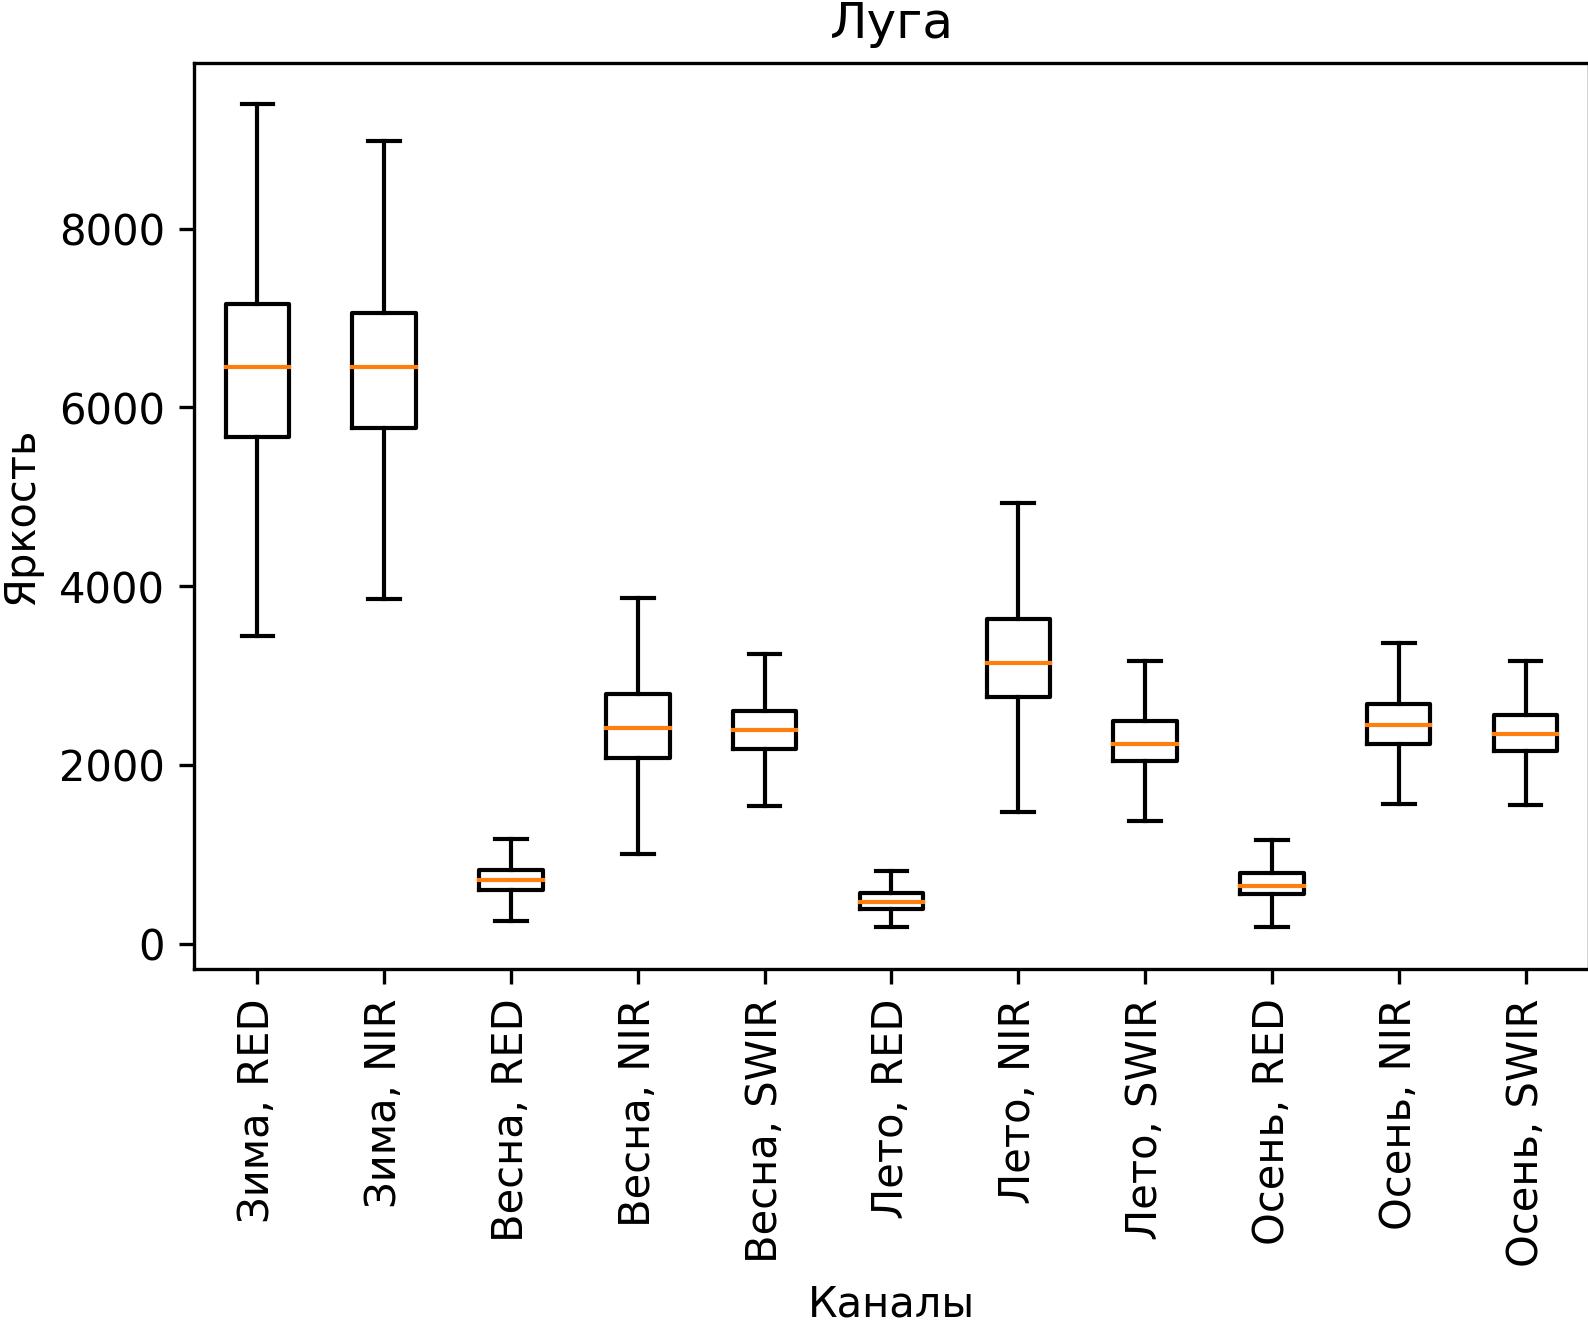 Луга
Яркость
8000
6000
4000
2000
0
Зима, RED
Зима, NIR
Весна, RED
Весна, NIR
Весна, SWIR
Лето, RED
Лето, NIR
Лето, SWIR
Осень, RED
Осень, NIR
Осень, SWIR
Каналы